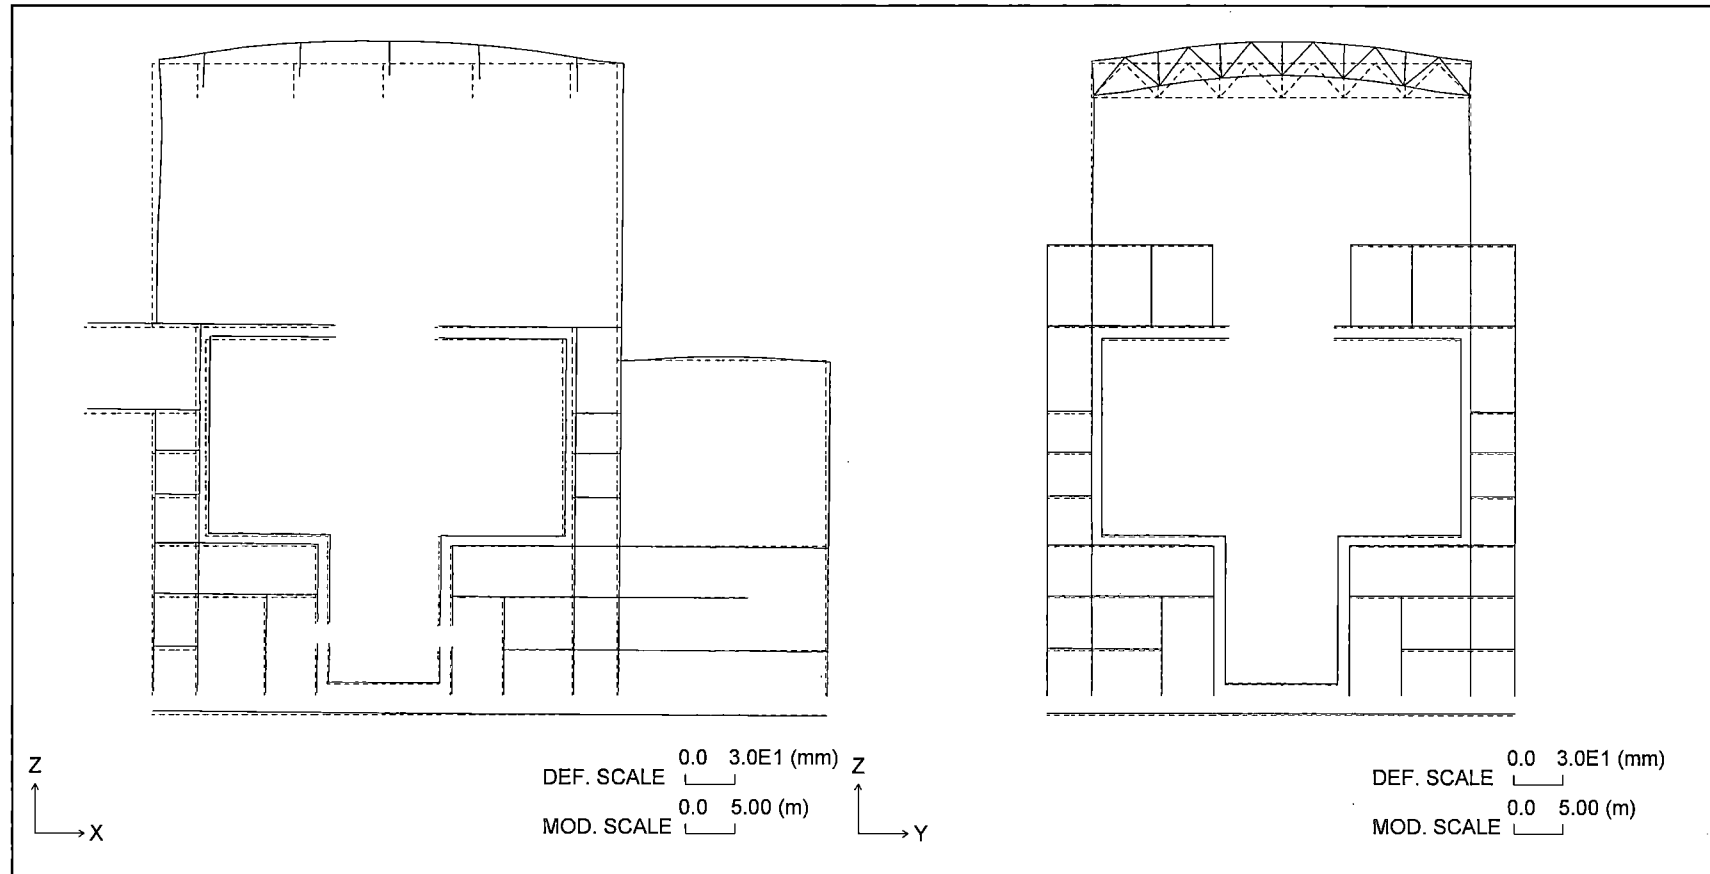 Z
X
0.0 3.0E1 (mm)
DEF. SCALE
0.0 5.00 (m)
MOD. SCALE
Z
Y
0.0 3.0E1 (mm)
DEF. SCALE
0.0 5.00 (m)
MOD. SCALE